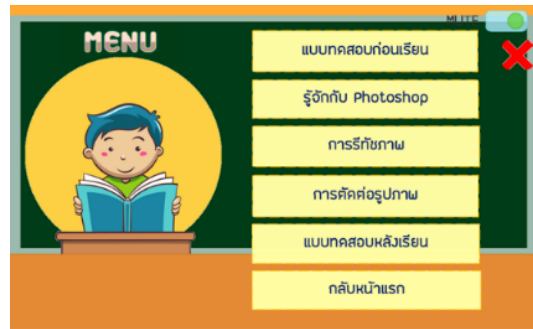 MUTE
MENU
แบบทดสอบก่อนเรียน
รู้จักกับ Photoshop
การรีทัชภาพ
การตัดต่อรูปภาพ
แบบทดสอบหลังเรียน
กลับหน้าแรก